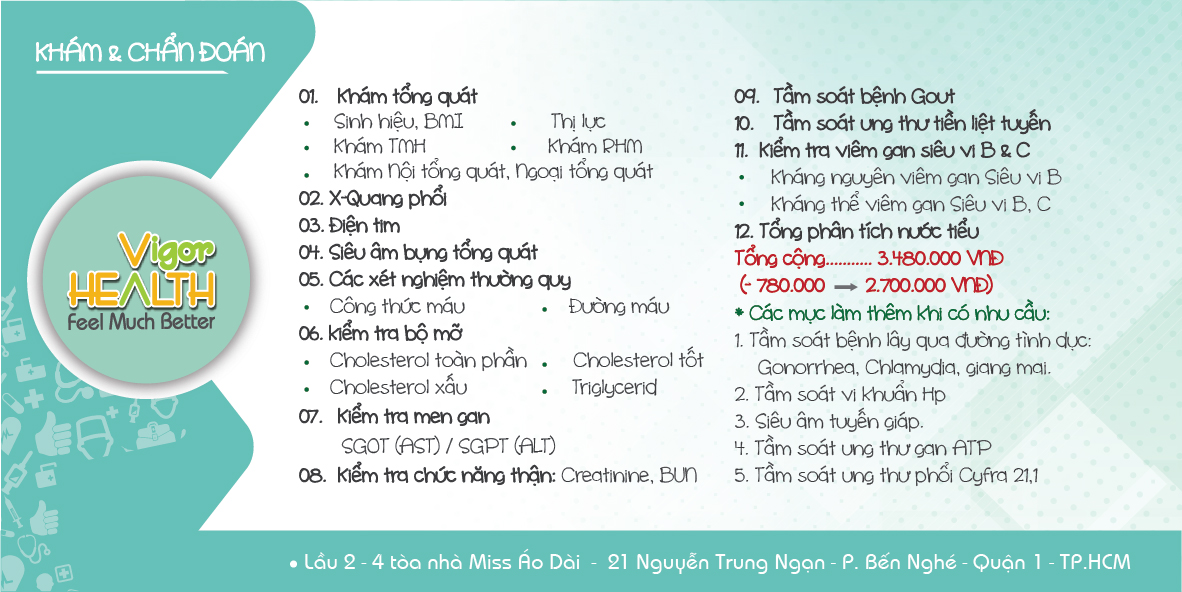 KHÁM & CHẨN ĐOÁN
Vigor
HEALTH
Feel Much Better
01. Khám tổng quát
• Sinh hiệu, BMI • Thị lực
• Khám TMH • Khám RHM
• Khám Nội tổng quát, Ngoại tổng quát
02. X-Quang phổi
03. Điện tim
04. Siêu âm bụng tổng quát
05. Các xét nghiệm thường quy
• Công thức máu • Đường máu
06. kiểm tra bộ mỡ
• Cholesterol toàn phần • Cholesterol tốt
• Cholesterol xấu • Triglycerid
07. Kiểm tra men gan
SGOT (AST) / SGPT (ALT)
08. Kiểm tra chức năng thận: Creatinine, BUN
09. Tầm soát bệnh Gout
10. Tầm soát ung thư tiền liệt tuyến
11. Kiểm tra viêm gan siêu vi B & C
• Kháng nguyên viêm gan Siêu vi B
• Kháng thể viêm gan Siêu vi B, C
12. Tổng phân tích nước tiểu
Tổng cộng........... 3.480.000 VNĐ
(- 780.000 → 2.700.000 VNĐ)
* Các mục làm thêm khi có nhu cầu:
1. Tầm soát bệnh lây qua đường tình dục:
Gonorrhea, Chlamydia, giang mai.
2. Tầm soát vi khuẩn Hp
3. Siêu âm tuyến giáp.
4. Tầm soát ung thư gan ATP
5. Tầm soát ung thư phổi Cyfra 21,1
• Lầu 2 - 4 tòa nhà Miss Áo Dài - 21 Nguyễn Trung Ngạn - P. Bến Nghé - Quận 1 - TP.HCM